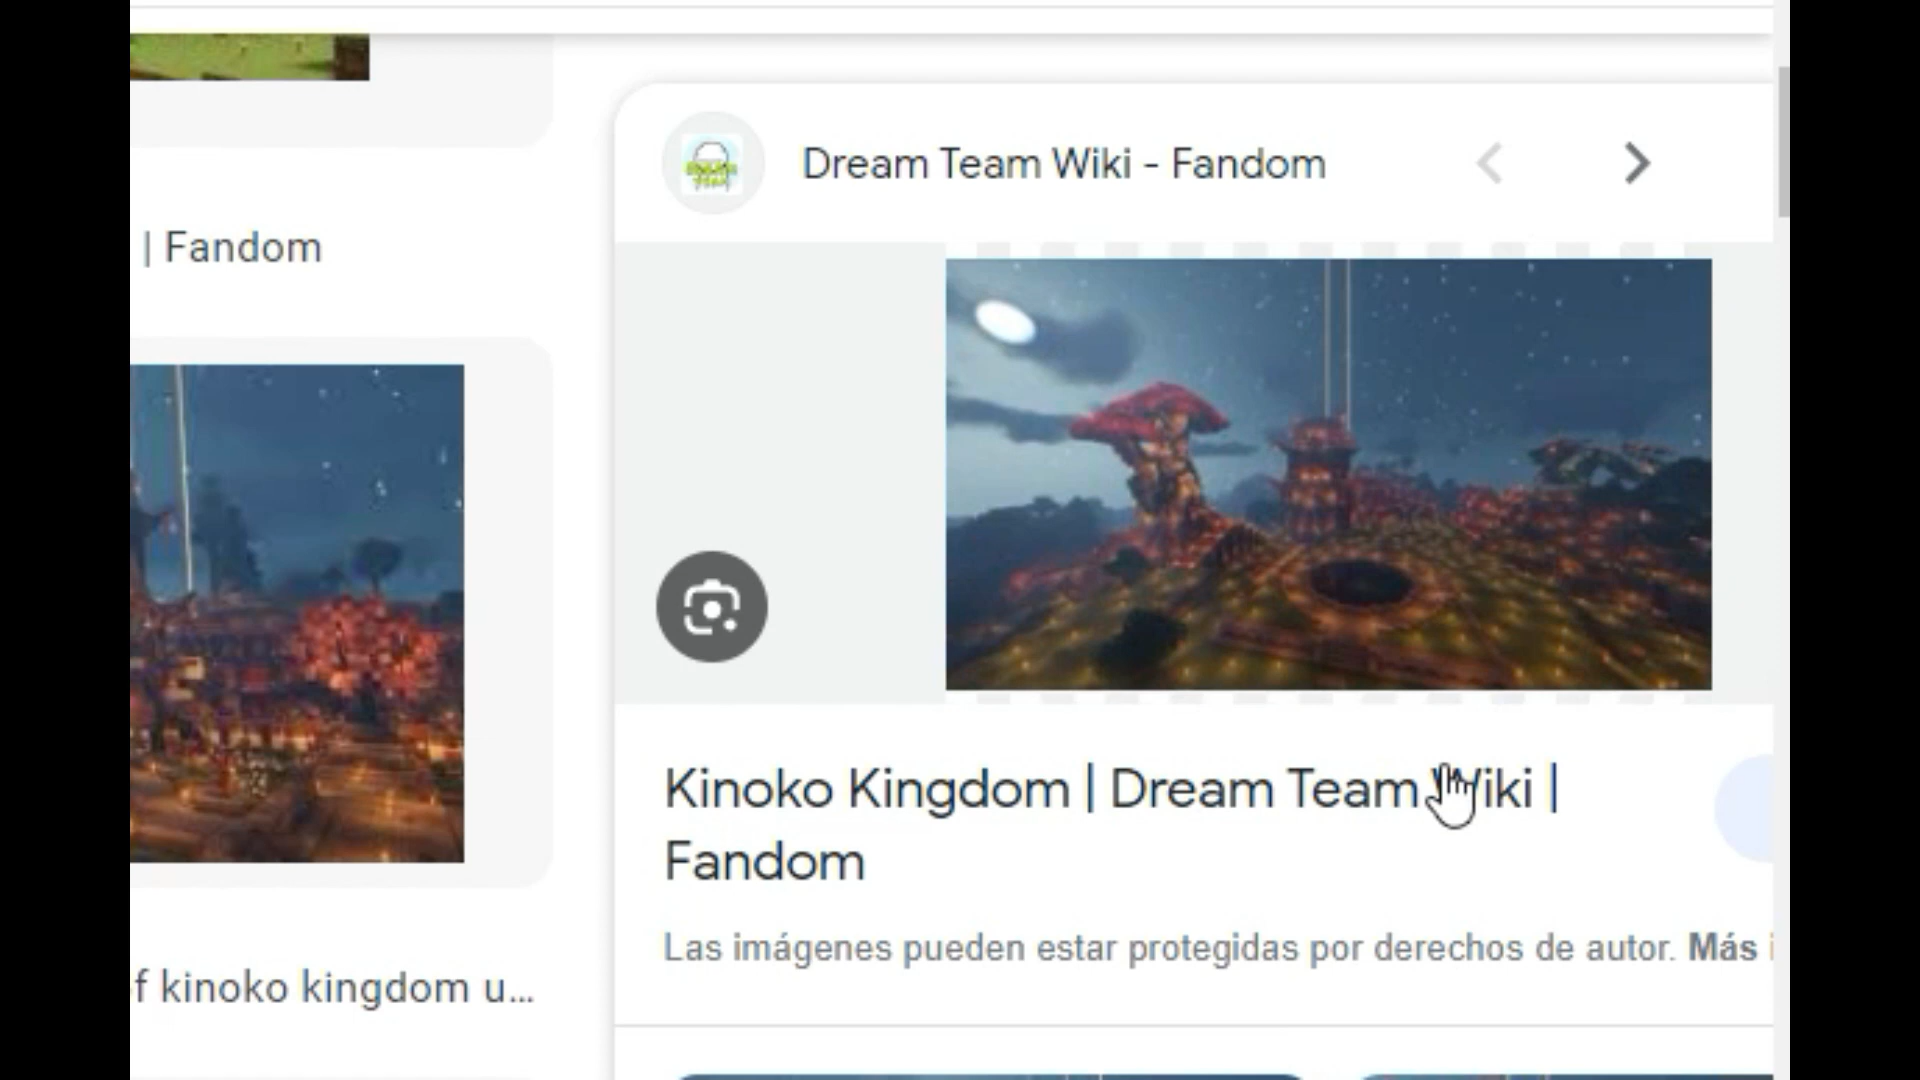 Dream Team Wiki - Fandom
| Fandom
Kinoko Kingdom | Dream Team Wiki |
Fandom
Las imágenes pueden estar protegidas por derechos de autor. Más
f kinoko kingdom u...